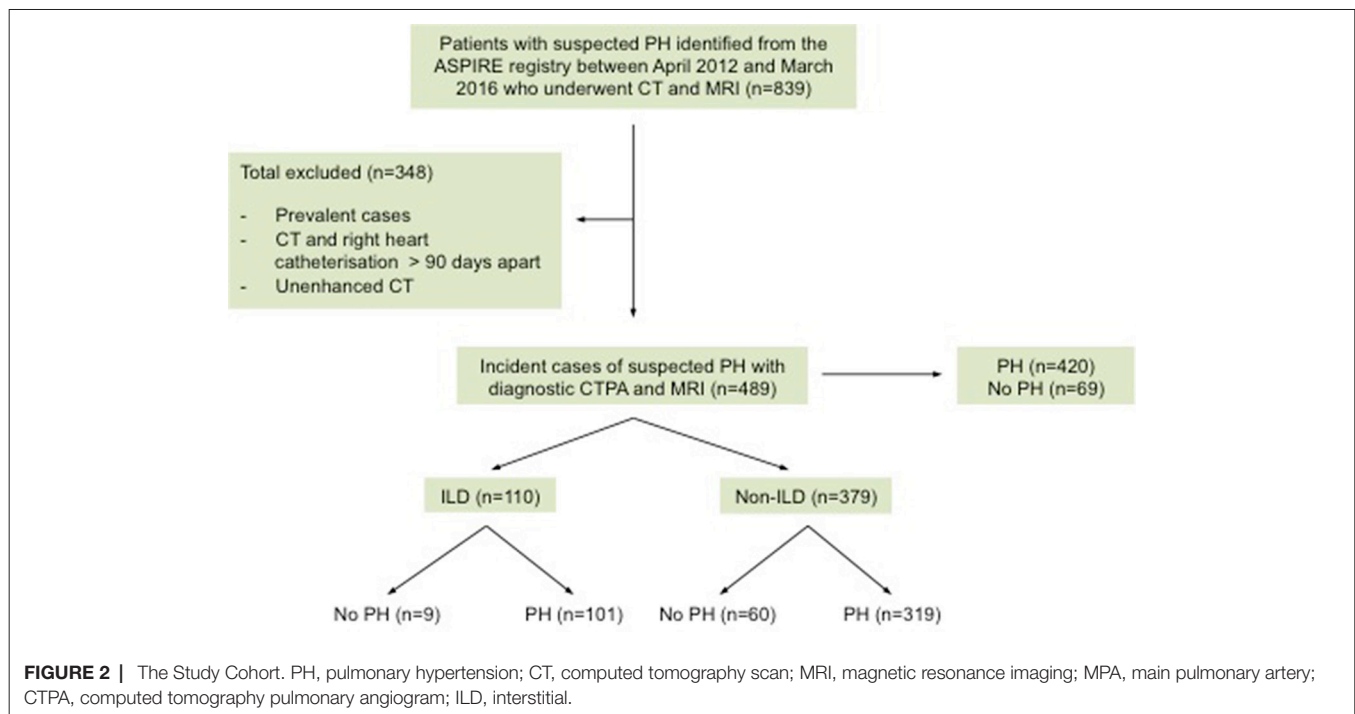 Patients with suspected PH identified from the
ASPIRE registry between April 2012 and March
2016 who underwent CT and MRI (n=839)
Total excluded (n=348)
- Prevalent cases
- CT and right heart
catheterisation > 90 days apart
- Unenhanced CT
Incident cases of suspected PH with
diagnostic CTPA and MRI (n=489)
PH (n=420)
No PH (n=69)
ILD (n=110)
Non-ILD (n=379)
No PH (n=9)
PH (n=101)
No PH (n=60)
PH (n=319)
FIGURE 2 | The Study Cohort. PH, pulmonary hypertension; CT, computed tomography scan; MRI, magnetic resonance imaging; MPA, main pulmonary artery;
CTPA, computed tomography pulmonary angiogram; ILD, interstitial.